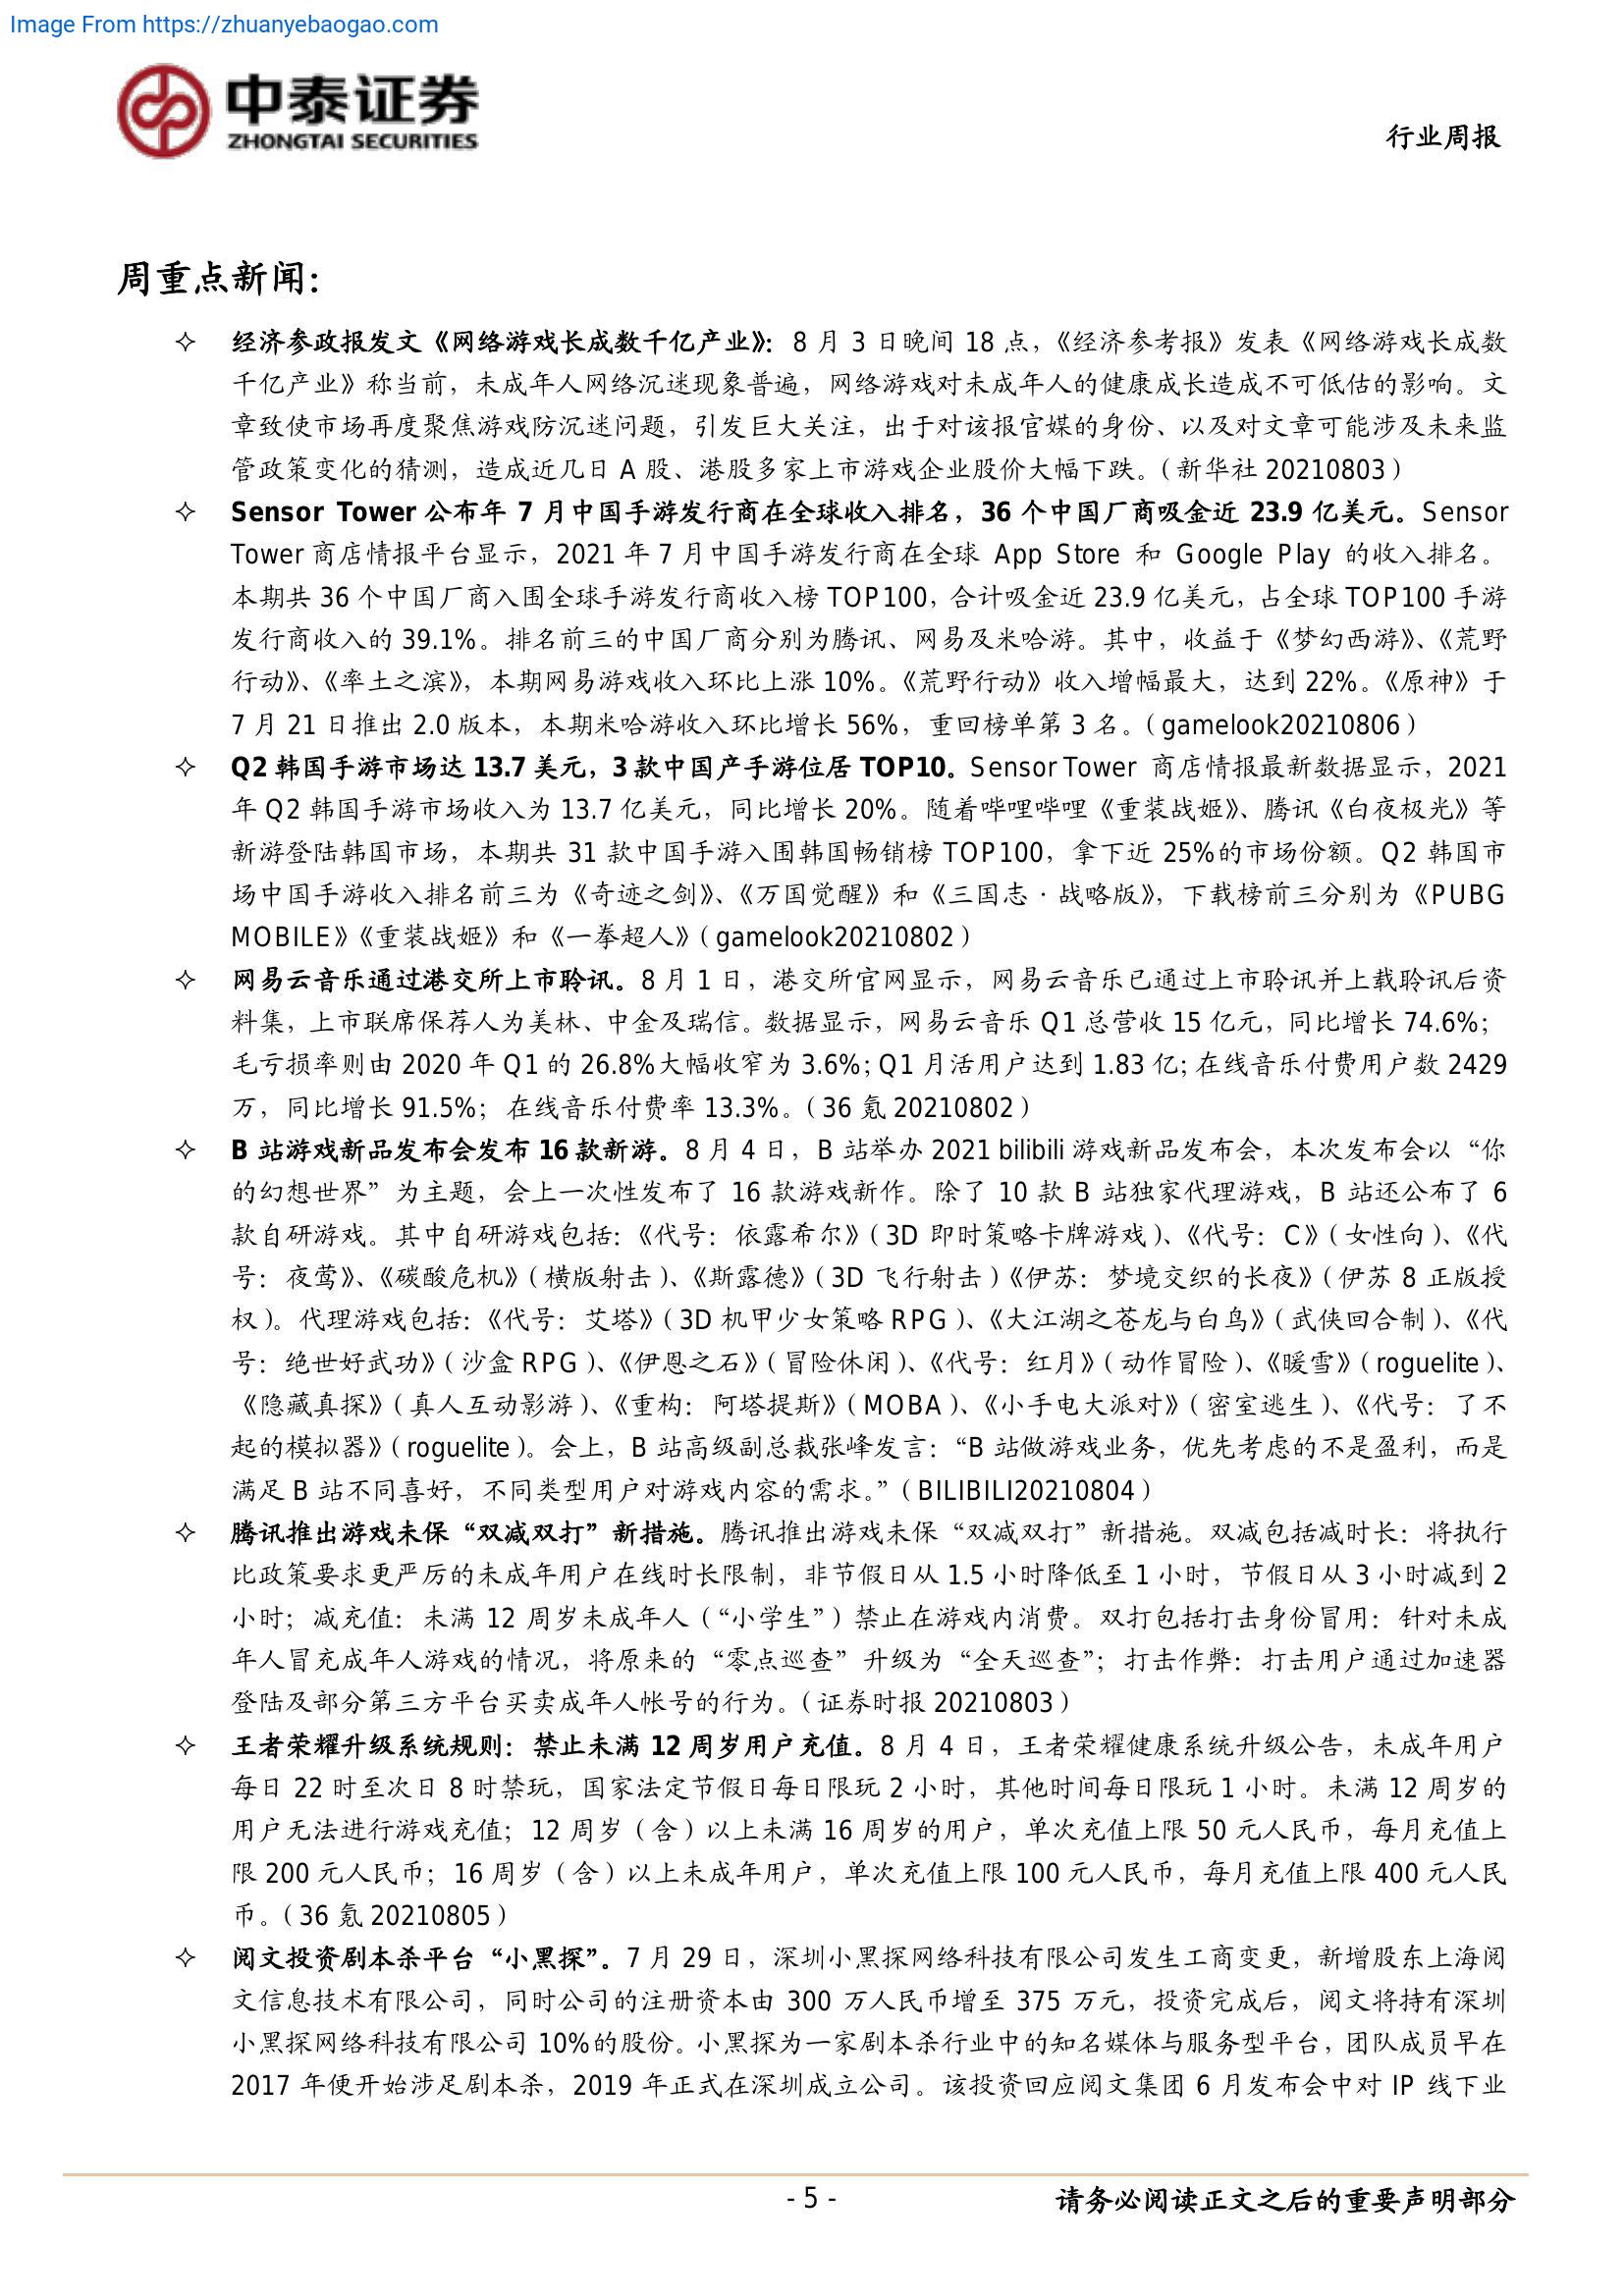 Image From https://zhuanyebaogao.com
中泰证券
ZHONGTAI SECURITIES
行业周报
周重点新闻：
✧ 经济参政报发文《网络游戏长成数千亿产业》：8 月 3 日晚间 18 点，《经济参考报》发表《网络游戏长成数
千亿产业》称当前，未成年人网络沉迷现象普遍，网络游戏对未成年人的健康成长造成不可低估的影响。文
章致使市场再度聚焦游戏防沉迷问题，引发巨大关注，出于对该报官媒的身份、以及对文章可能涉及未来监
管政策变化的猜测，造成近几日 A 股、港股多家上市游戏企业股价大幅下跌。（新华社 20210803）
✧ Sensor Tower 公布年 7 月中国手游发行商在全球收入排名，36 个中国厂商吸金近 23.9 亿美元。Sensor
Tower 商店情报平台显示，2021 年 7 月中国手游发行商在全球 App Store 和 Google Play 的收入排名。
本期共 36 个中国厂商入围全球手游发行商收入榜 TOP100，合计吸金近 23.9 亿美元，占全球 TOP100 手游
发行商收入的 39.1%。排名前三的中国厂商分别为腾讯、网易及米哈游。其中，收益于《梦幻西游》、《荒野
行动》、《率土之滨》，本期网易游戏收入环比上涨 10%。《荒野行动》收入增幅最大，达到 22%。《原神》于
7 月 21 日推出 2.0 版本，本期米哈游收入环比增长 56%，重回榜单第 3 名。（gamelook20210806）
✧ Q2 韩国手游市场达 13.7 美元，3 款中国产手游位居 TOP10。Sensor Tower 商店情报最新数据显示，2021
年 Q2 韩国手游市场收入为 13.7 亿美元，同比增长 20%。随着哔哩哔哩《重装战姬》、腾讯《白夜极光》等
新游登陆韩国市场，本期共 31 款中国手游入围韩国畅销榜 TOP100，拿下近 25%的市场份额。Q2 韩国市
场中国手游收入排名前三为《奇迹之剑》、《万国觉醒》和《三国志·战略版》，下载榜前三分别为《PUBG
MOBILE》《重装战姬》和《一拳超人》（gamelook20210802）
✧ 网易云音乐通过港交所上市聆讯。8 月 1 日，港交所官网显示，网易云音乐已通过上市聆讯并上载聆讯后资
料集，上市联席保荐人为美林、中金及瑞信。数据显示，网易云音乐 Q1 总营收 15 亿元，同比增长 74.6%；
毛亏损率则由 2020 年 Q1 的 26.8%大幅收窄为 3.6%；Q1 月活用户达到 1.83 亿；在线音乐付费用户数 2429
万，同比增长 91.5%；在线音乐付费率 13.3%。（36 氪 20210802）
✧ B 站游戏新品发布会发布 16 款新游。8 月 4 日，B 站举办 2021 bilibili 游戏新品发布会，本次发布会以“你
的幻想世界”为主题，会上一次性发布了 16 款游戏新作。除了 10 款 B 站独家代理游戏，B 站还公布了 6
款自研游戏。其中自研游戏包括：《代号：依露希尔》（3D 即时策略卡牌游戏）、《代号：C》（女性向）、《代
号：夜莺》、《碳酸危机》（横版射击）、《斯露德》（3D 飞行射击）《伊苏：梦境交织的长夜》（伊苏 8 正版授
权）。代理游戏包括：《代号：艾塔》（3D 机甲少女策略 RPG）、《大江湖之苍龙与白鸟》（武侠回合制）、《代
号：绝世好武功》（沙盒 RPG）、《伊恩之石》（冒险休闲）、《代号：红月》（动作冒险）、《暖雪》（roguelite）、
《隐藏真探》（真人互动影游）、《重构：阿塔提斯》（MOBA）、《小手电大派对》（密室逃生）、《代号：了不
起的模拟器》（roguelite）。会上，B 站高级副总裁张峰发言：“B 站做游戏业务，优先考虑的不是盈利，而是
满足 B 站不同喜好，不同类型用户对游戏内容的需求。”（BILIBILI20210804）
✧ 腾讯推出游戏未保“双减双打”新措施。腾讯推出游戏未保“双减双打”新措施。双减包括减时长：将执行
比政策要求更严厉的未成年用户在线时长限制，非节假日从 1.5 小时降低至 1 小时，节假日从 3 小时减到 2
小时；减充值：未满 12 周岁未成年人（“小学生”）禁止在游戏内消费。双打包括打击身份冒用：针对未成
年人冒充成年人游戏的情况，将原来的“零点巡查”升级为“全天巡查”；打击作弊：打击用户通过加速器
登陆及部分第三方平台买卖成年人帐号的行为。（证券时报 20210803）
✧ 王者荣耀升级系统规则：禁止未满 12 周岁用户充值。8 月 4 日，王者荣耀健康系统升级公告，未成年用户
每日 22 时至次日 8 时禁玩，国家法定节假日每日限玩 2 小时，其他时间每日限玩 1 小时。未满 12 周岁的
用户无法进行游戏充值；12 周岁（含）以上未满 16 周岁的用户，单次充值上限 50 元人民币，每月充值上
限 200 元人民币；16 周岁（含）以上未成年用户，单次充值上限 100 元人民币，每月充值上限 400 元人民
币。（36 氪 20210805）
✧ 阅文投资剧本杀平台“小黑探”。7 月 29 日，深圳小黑探网络科技有限公司发生工商变更，新增股东上海阅
文信息技术有限公司，同时公司的注册资本由 300 万人民币增至 375 万元，投资完成后，阅文将持有深圳
小黑探网络科技有限公司 10%的股份。小黑探为一家剧本杀行业中的知名媒体与服务型平台，团队成员早在
2017 年便开始涉足剧本杀，2019 年正式在深圳成立公司。该投资回应阅文集团 6 月发布会中对 IP 线下业
- 5 -
请务必阅读正文之后的重要声明部分